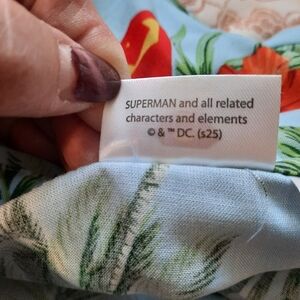 SUPERMAN and all related
characters and elements
© & ™ DC. (s25)